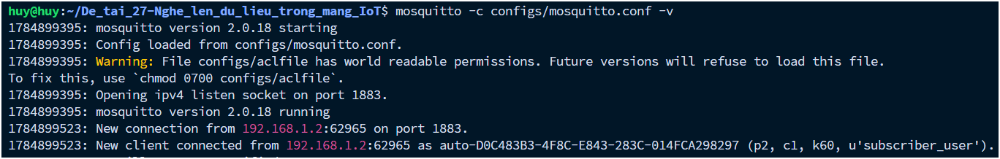 huy@huy:~/De_tai_27-Nghe_len_du_lieu_trong_mang_IoT$ mosquitto -c configs/mosquitto.conf -v
1784899395: mosquitto version 2.0.18 starting
1784899395: Config loaded from configs/mosquitto.conf.
1784899395: Warning: File configs/aclfile has world readable permissions. Future versions will refuse to load this file.
To fix this, use `chmod 0700 configs/aclfile`.
1784899395: Opening ipv4 listen socket on port 1883.
1784899395: mosquitto version 2.0.18 running
1784899523: New connection from 192.168.1.2:62965 on port 1883.
1784899523: New client connected from 192.168.1.2:62965 as auto-D0C483B3-4F8C-E843-283C-014FCA298297 (p2, c1, k60, u'subscriber_user').